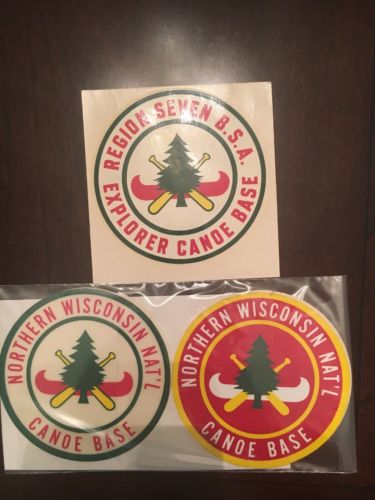 REGION SEVEN B.S.A.
EXPLORER CANOE BASE
NORTHERN WISCONSIN NAT'L
CANOE BASE
NORTHERN WISCONSIN NAT'L
CANOE BASE